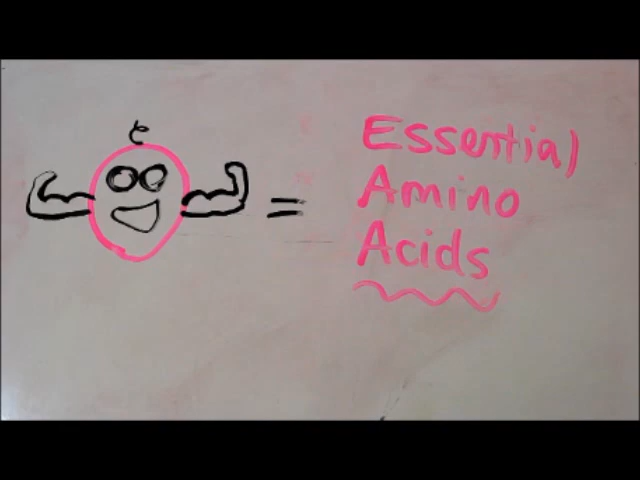 e
=
Essential
Amino
Acids